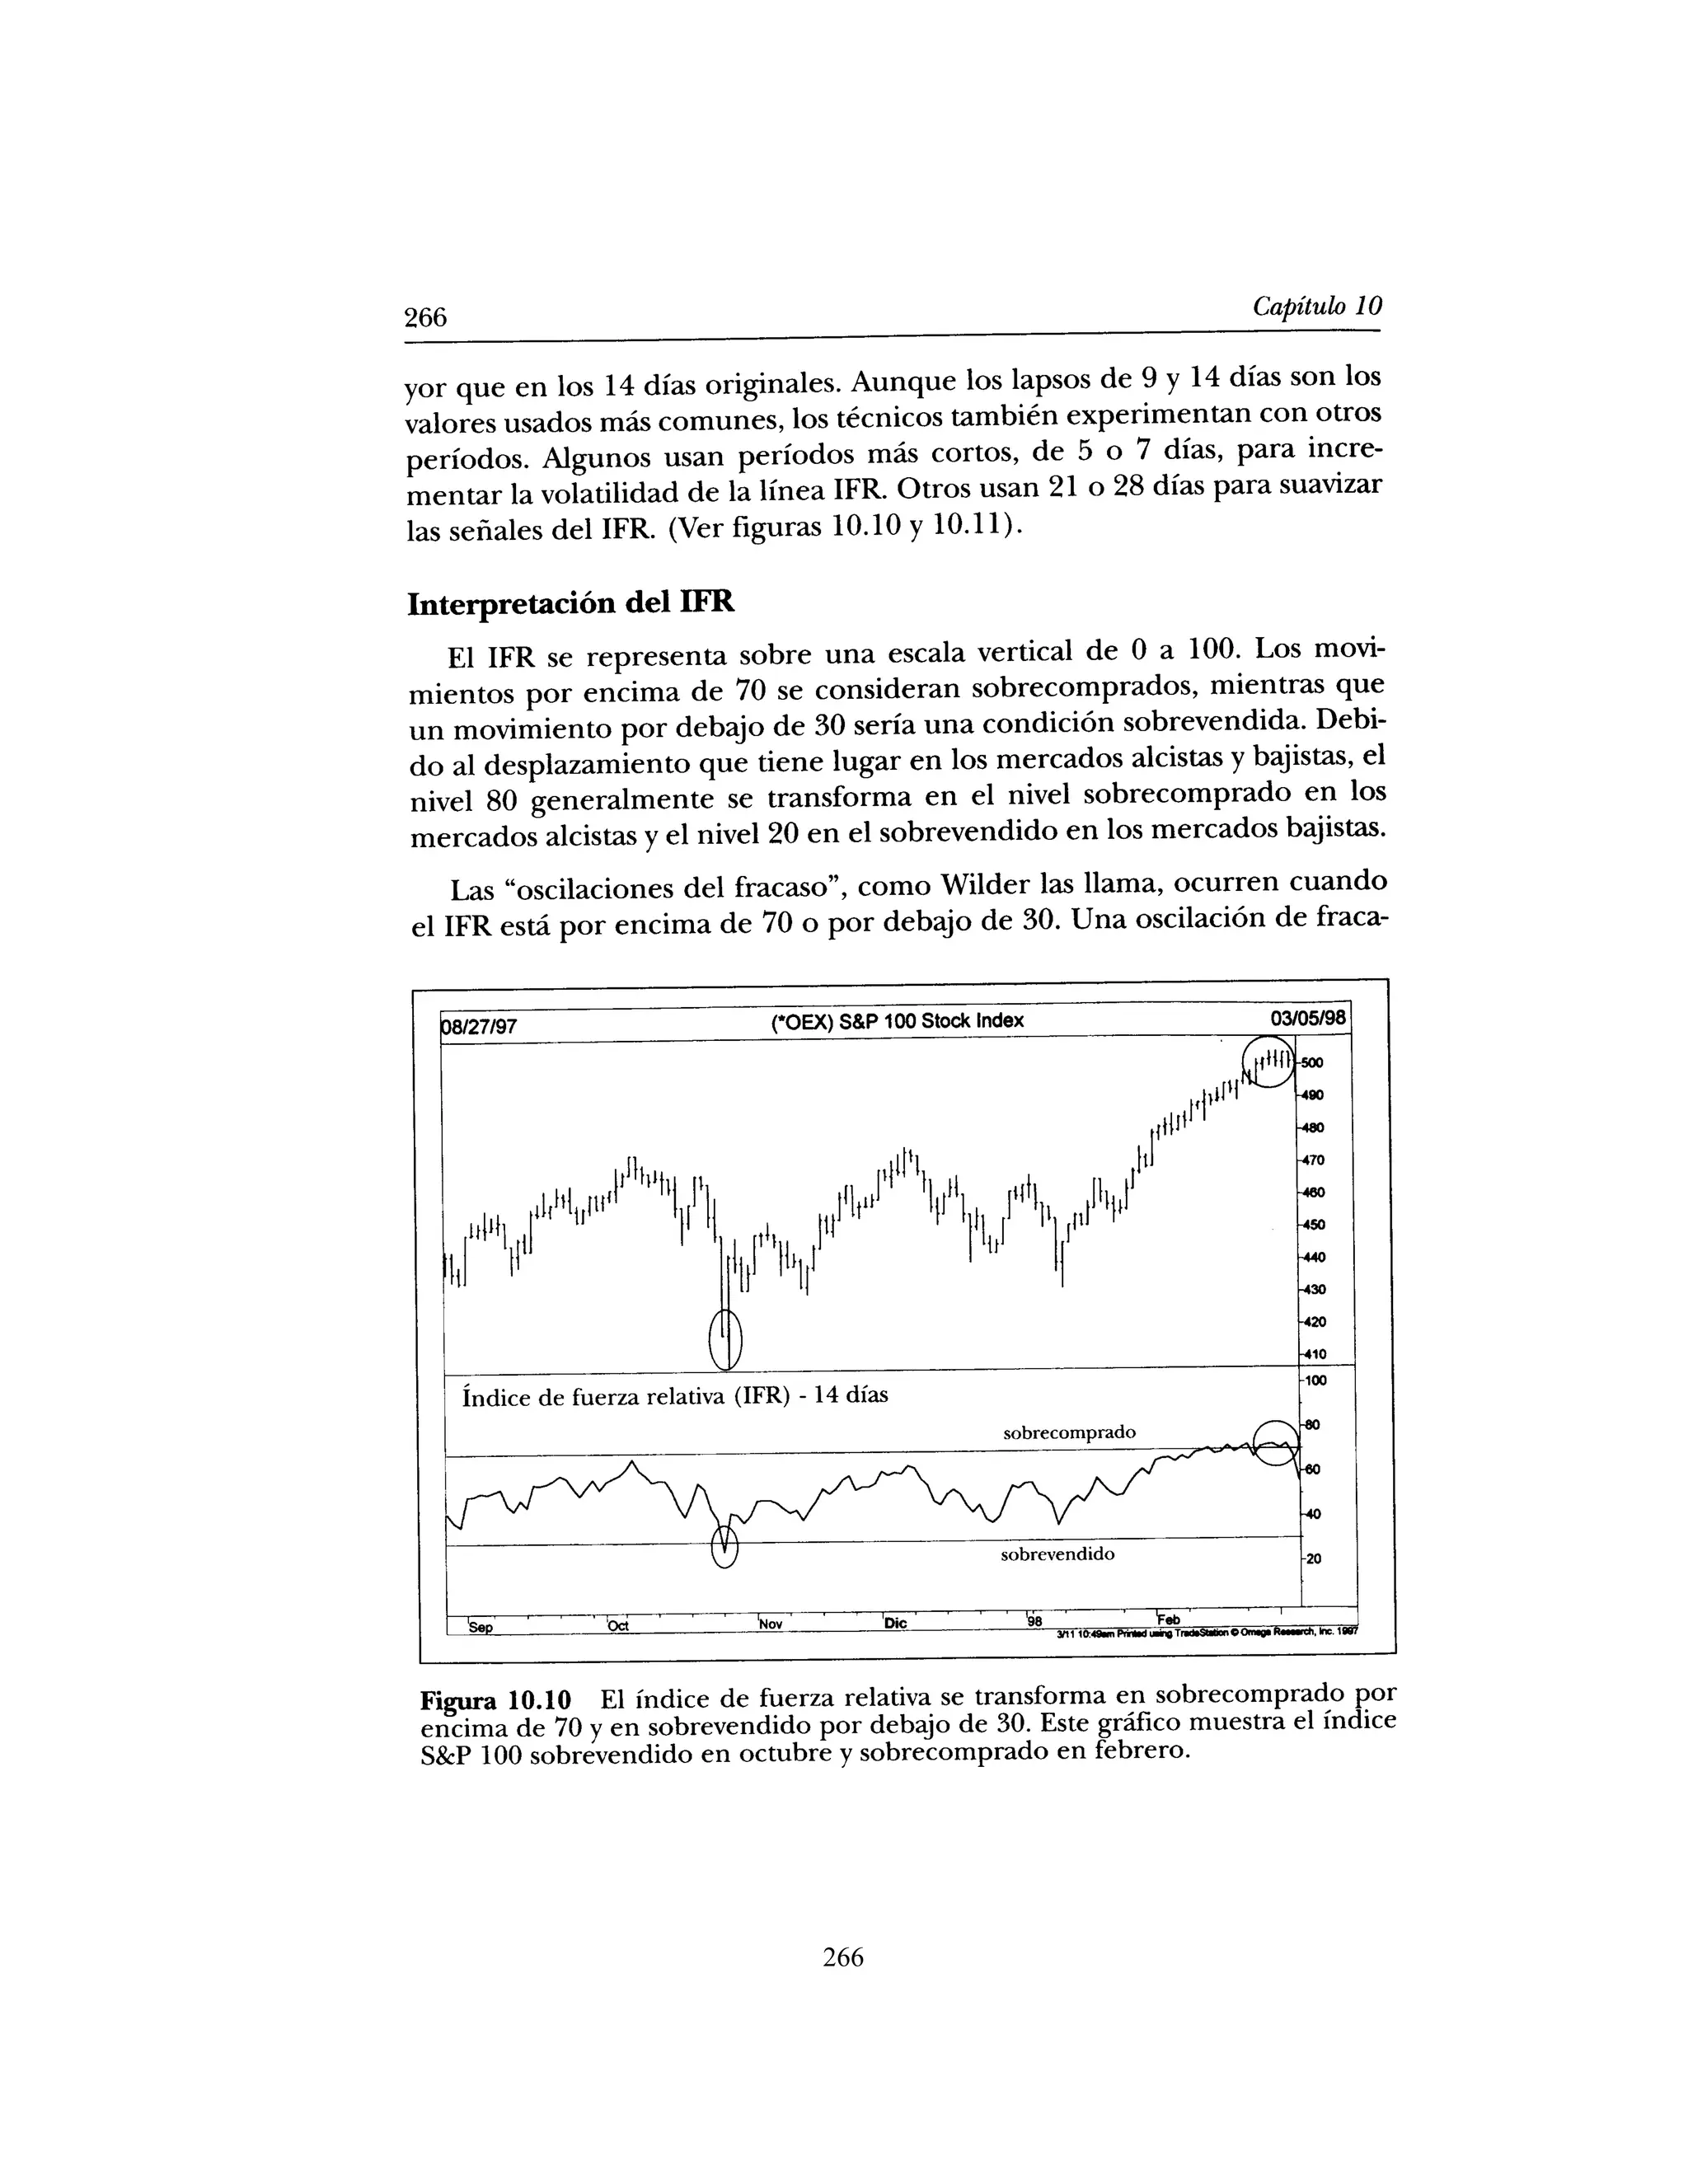 266
Capítulo 10
yor que en los 14 días originales. Aunque los lapsos de 9 y 14 días son los
valores usados más comunes, los técnicos también experimentan con otros
períodos. Algunos usan períodos más cortos, de 5 o 7 días, para incre-
mentar la volatilidad de la línea IFR. Otros usan 21 o 28 días para suavizar
las señales del IFR. (Ver figuras 10.10 y 10.11).
Interpretación del IFR
El IFR se representa sobre una escala vertical de 0 a 100. Los movi-
mientos por encima de 70 se consideran sobrecomprados, mientras que
un movimiento por debajo de 30 sería una condición sobrevendida. Debi-
do al desplazamiento que tiene lugar en los mercados alcistas y bajistas, el
nivel 80 generalmente se transforma en el nivel sobrecomprado en los
mercados alcistas y el nivel 20 en el sobrevendido en los mercados bajistas.
Las “oscilaciones del fracaso”, como Wilder las llama, ocurren cuando
el IFR está por encima de 70 o por debajo de 30. Una oscilación de fraca-
08/27/97
(*OEX) S&P 100 Stock Index
03/05/98
500
490
480
470
460
450
440
430
420
410
Índice de fuerza relativa (IFR) - 14 días
100
sobrecomprado
80
60
40
sobrevendido
20
Sep
Oct
Nov
Dic
98
Feb
3/11 10:49am Printed using TradeStation © Omega Research, Inc. 1997
Figura 10.10 El índice de fuerza relativa se transforma en sobrecomprado por
encima de 70 y en sobrevendido por debajo de 30. Este gráfico muestra el índice
S&P 100 sobrevendido en octubre y sobrecomprado en febrero.
266